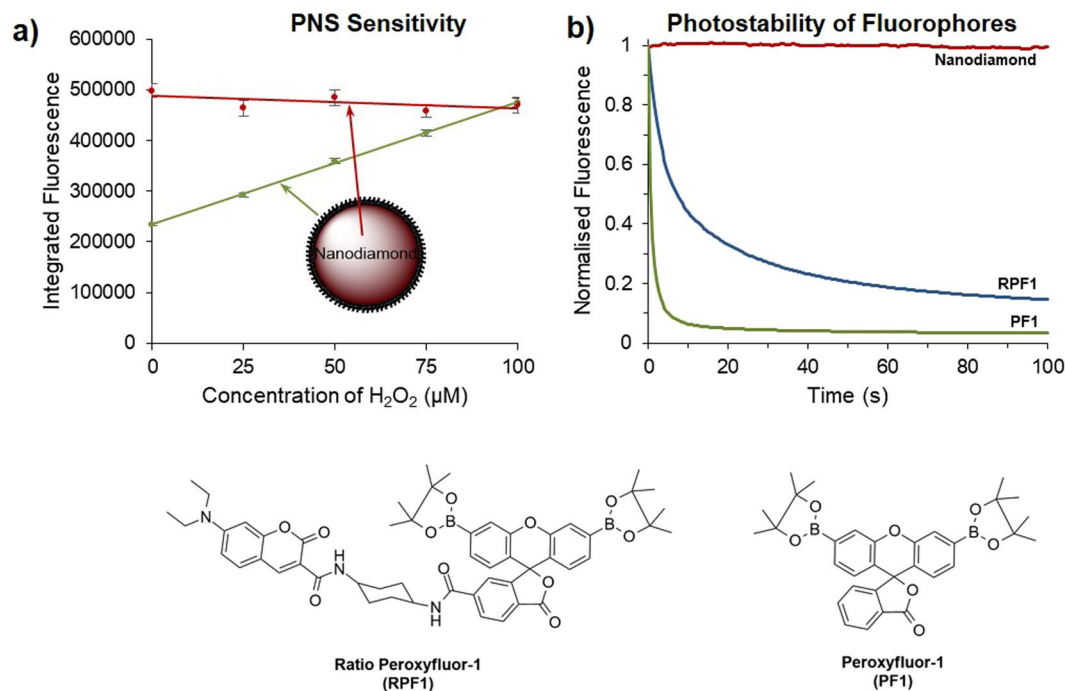 a)
PNS Sensitivity
600000
500000
400000
300000
200000
100000
0
Integrated Fluorescence
Nanodiamond
0
25
50
75
100
Concentration of H₂O₂ (µM)
b)
Photostability of Fluorophores
1
0.8
0.6
0.4
0.2
0
Normalised Fluorescence
Nanodiamond
RPF1
PF1
0
20
40
60
80
100
Time (s)
N
O
O
O
H
N
N
H
O
O
B
O
O
O
B
O
O
O
Ratio Peroxyfluor-1
(RPF1)
O
B
O
O
O
B
O
O
O
Peroxyfluor-1
(PF1)